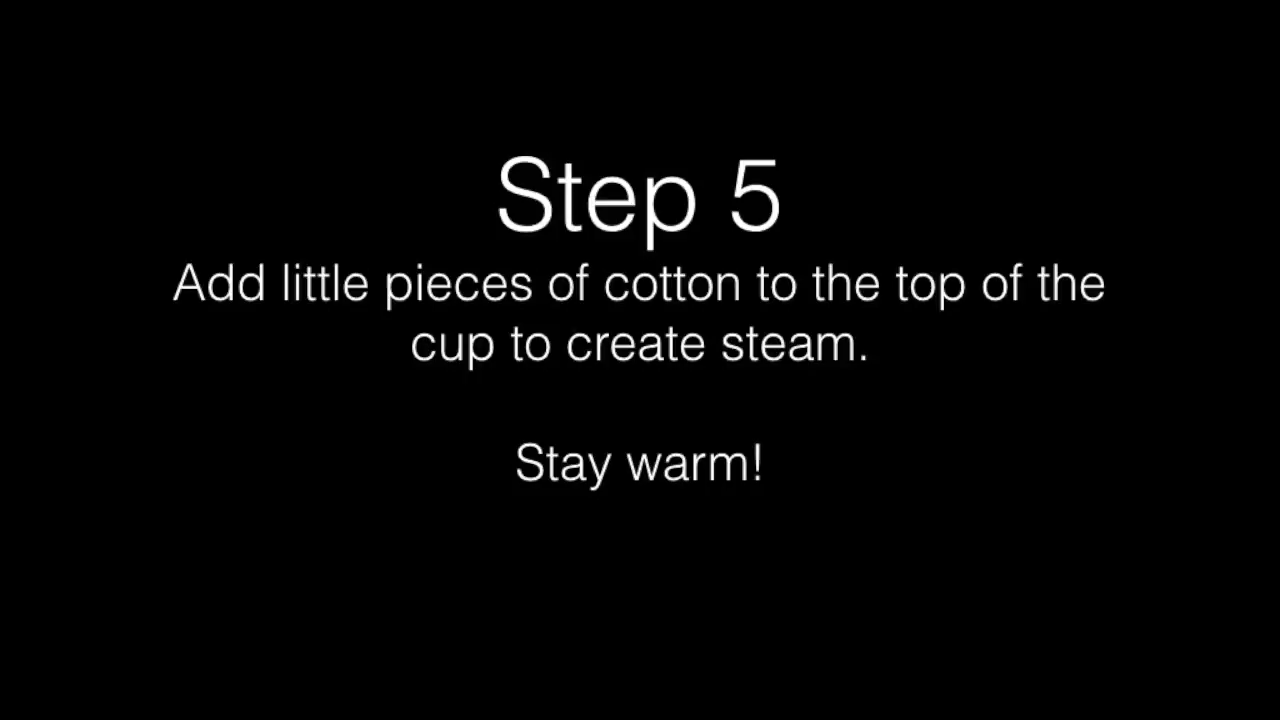 Step 5
Add little pieces of cotton to the top of the
cup to create steam.
Stay warm!